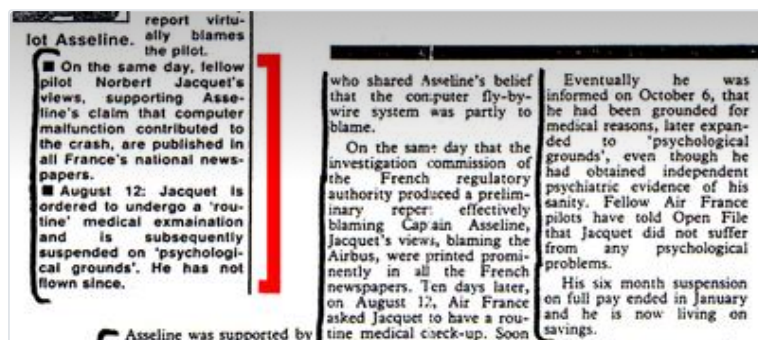 report virtu-
ally blames
the pilot.
lot Asseline.
■ On the same day, fellow
pilot Norbert Jacquet's
views, supporting Asse-
line's claim that computer
malfunction contributed to
the crash, are published in
all France's national news-
papers.
■ August 12: Jacquet is
ordered to undergo a 'rou-
tine' medical exmaination
and is subsequently
suspended on 'psychologi-
cal grounds'. He has not
flown since.
Asseline was supported by
who shared Asseline's belief
that the computer fly-by-
wire system was partly to
blame.
On the same day that the
investigation commission of
the French regulatory
authority produced a prelim-
inary report effectively
blaming Captain Asseline,
Jacquet's views, blaming the
Airbus, were printed promi-
nently in all the French
newspapers. Ten days later,
on August 12, Air France
asked Jacquet to have a rou-
tine medical check-up. Soon
Eventually he was
informed on October 6, that
he had been grounded for
medical reasons, later expan-
ded to 'psychological
grounds', even though he
had obtained independent
psychiatric evidence of his
sanity. Fellow Air France
pilots have told Open File
that Jacquet did not suffer
from any psychological
problems.
His six month suspension
on full pay ended in January
and he is now living on
savings.